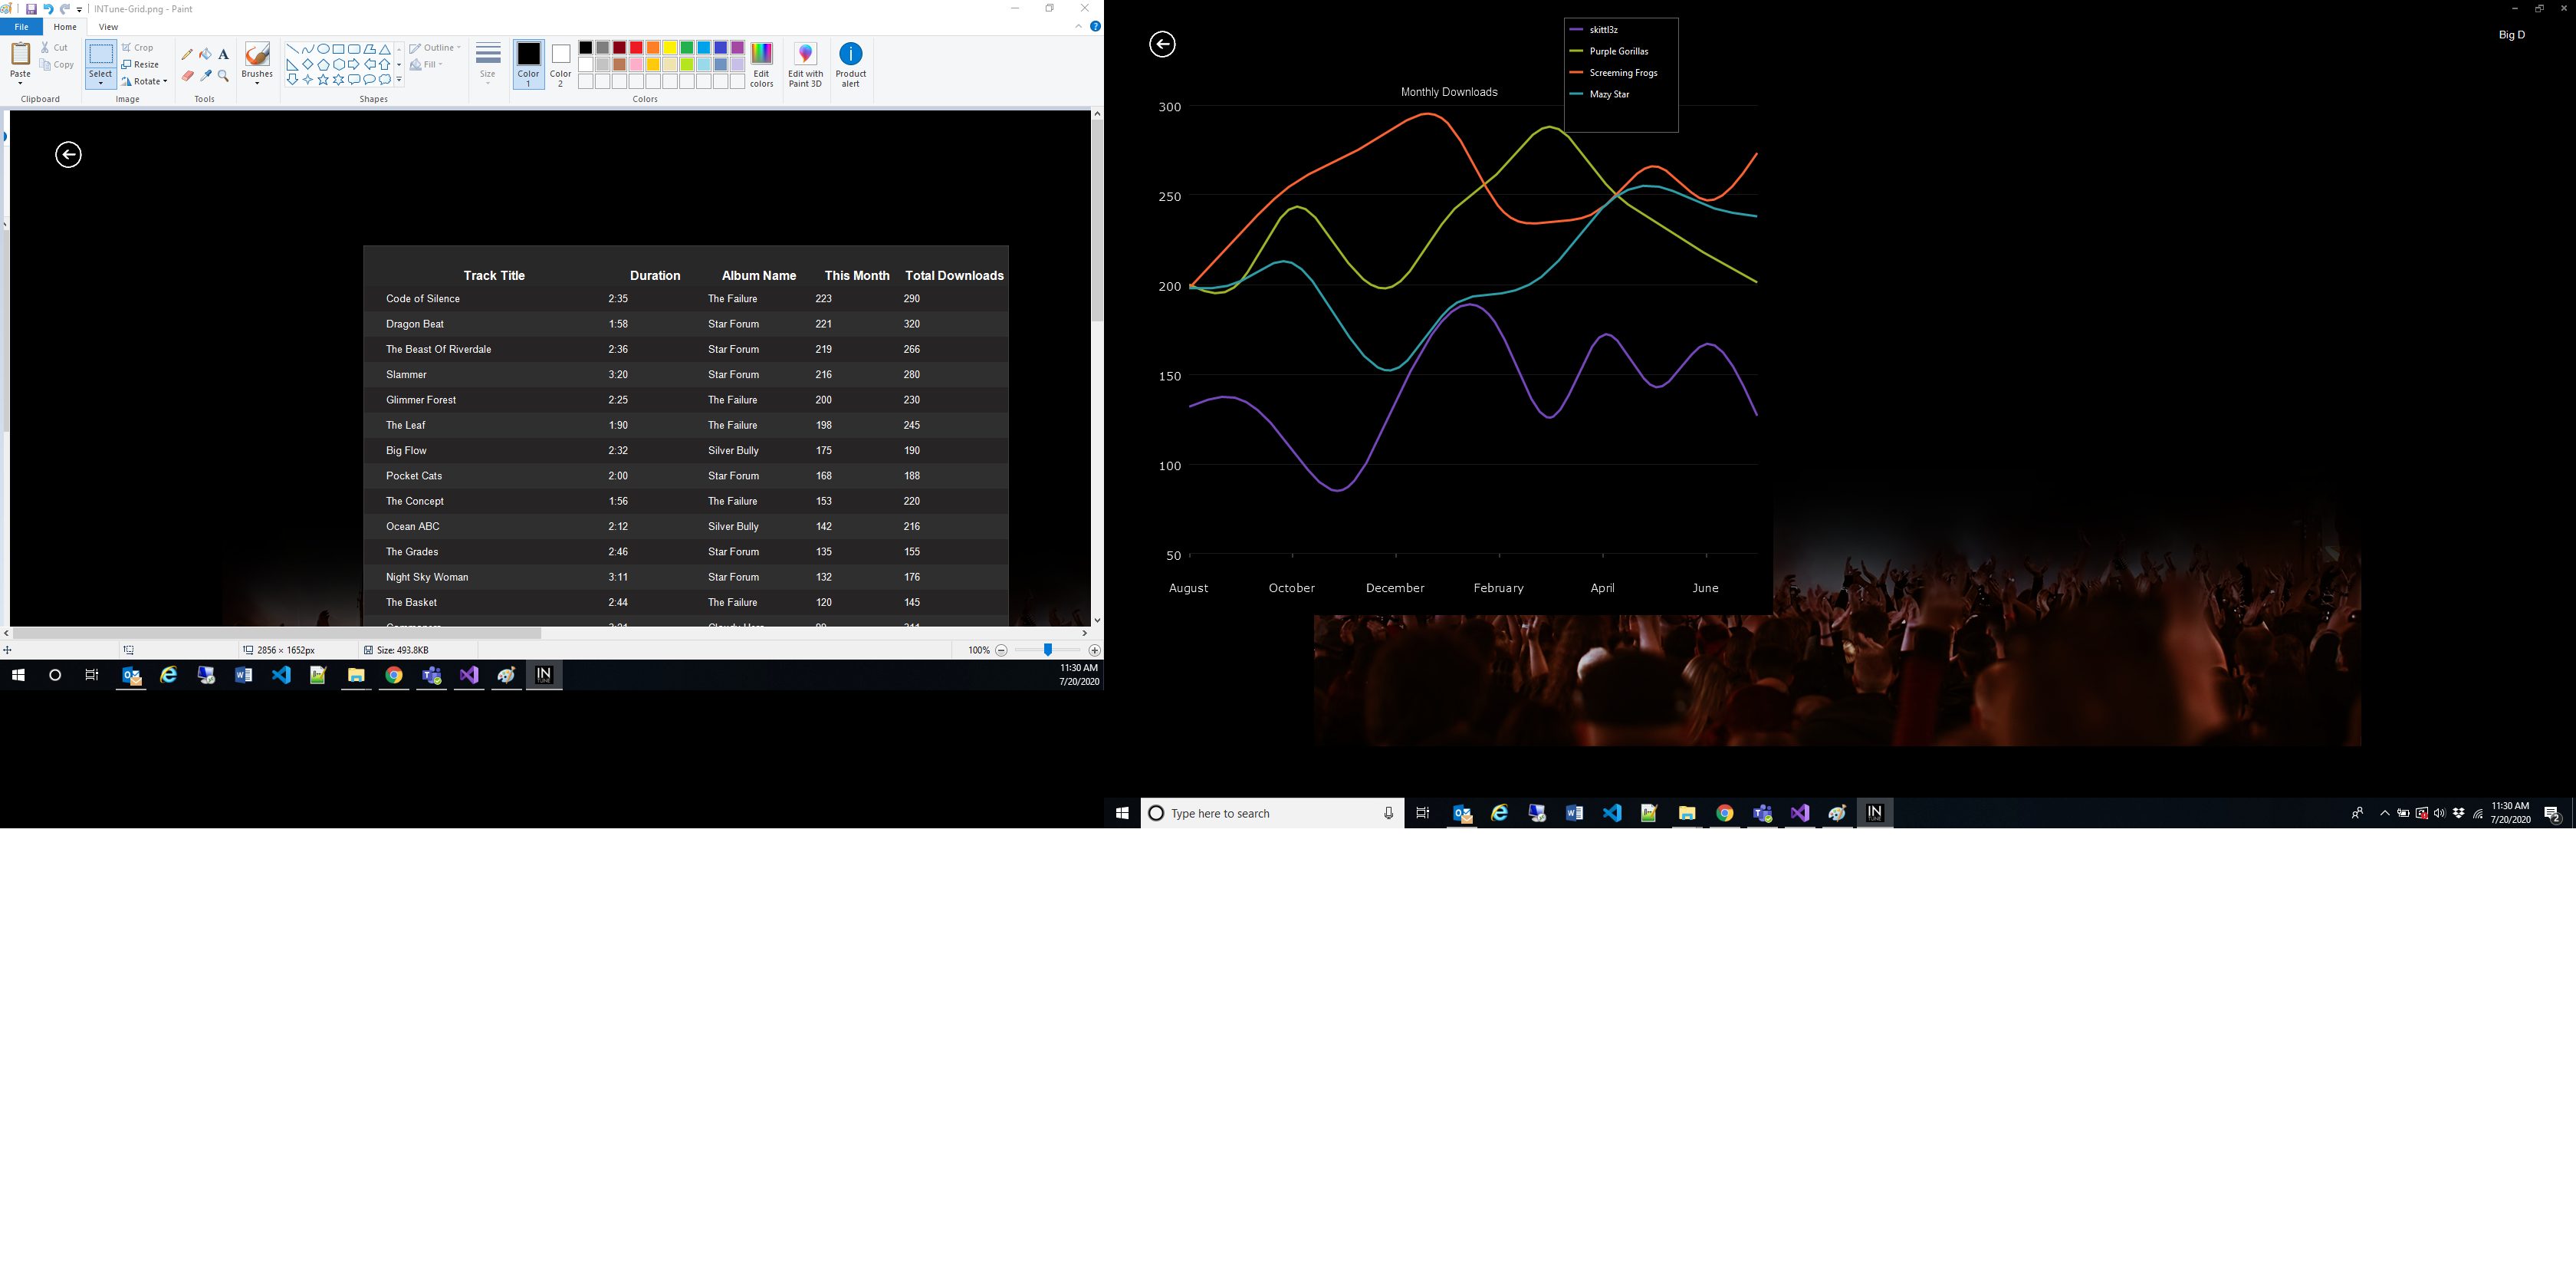 INTune-Grid.png - Paint
File Home View
Paste
Cut
Copy
Clipboard
Select
Crop
Resize
Rotate
Image
A
Tools
Brushes
Outline
Fill
Shapes
Size
Color 1
Color 2
Edit colors
Colors
Edit with Paint 3D
Product alert
Track Title Duration Album Name This Month Total Downloads
Code of Silence 2:35 The Failure 223 290
Dragon Beat 1:58 Star Forum 221 320
The Beast Of Riverdale 2:36 Star Forum 219 266
Slammer 3:20 Star Forum 216 280
Glimmer Forest 2:25 The Failure 200 230
The Leaf 1:90 The Failure 198 245
Big Flow 2:32 Silver Bully 175 190
Pocket Cats 2:00 Star Forum 168 188
The Concept 1:56 The Failure 153 220
Ocean ABC 2:12 Silver Bully 142 216
The Grades 2:46 Star Forum 135 155
Night Sky Woman 3:11 Star Forum 132 176
The Basket 2:44 The Failure 120 145
2856 × 1652px
Size: 493.8KB
100%
IN
TUNE
11:30 AM
7/20/2020
skittl3z
Purple Gorillas
Screeming Frogs
Mazy Star
Big D
Monthly Downloads
300
250
200
150
100
50
August October December February April June
Type here to search
IN
TUNE
11:30 AM
7/20/2020
2